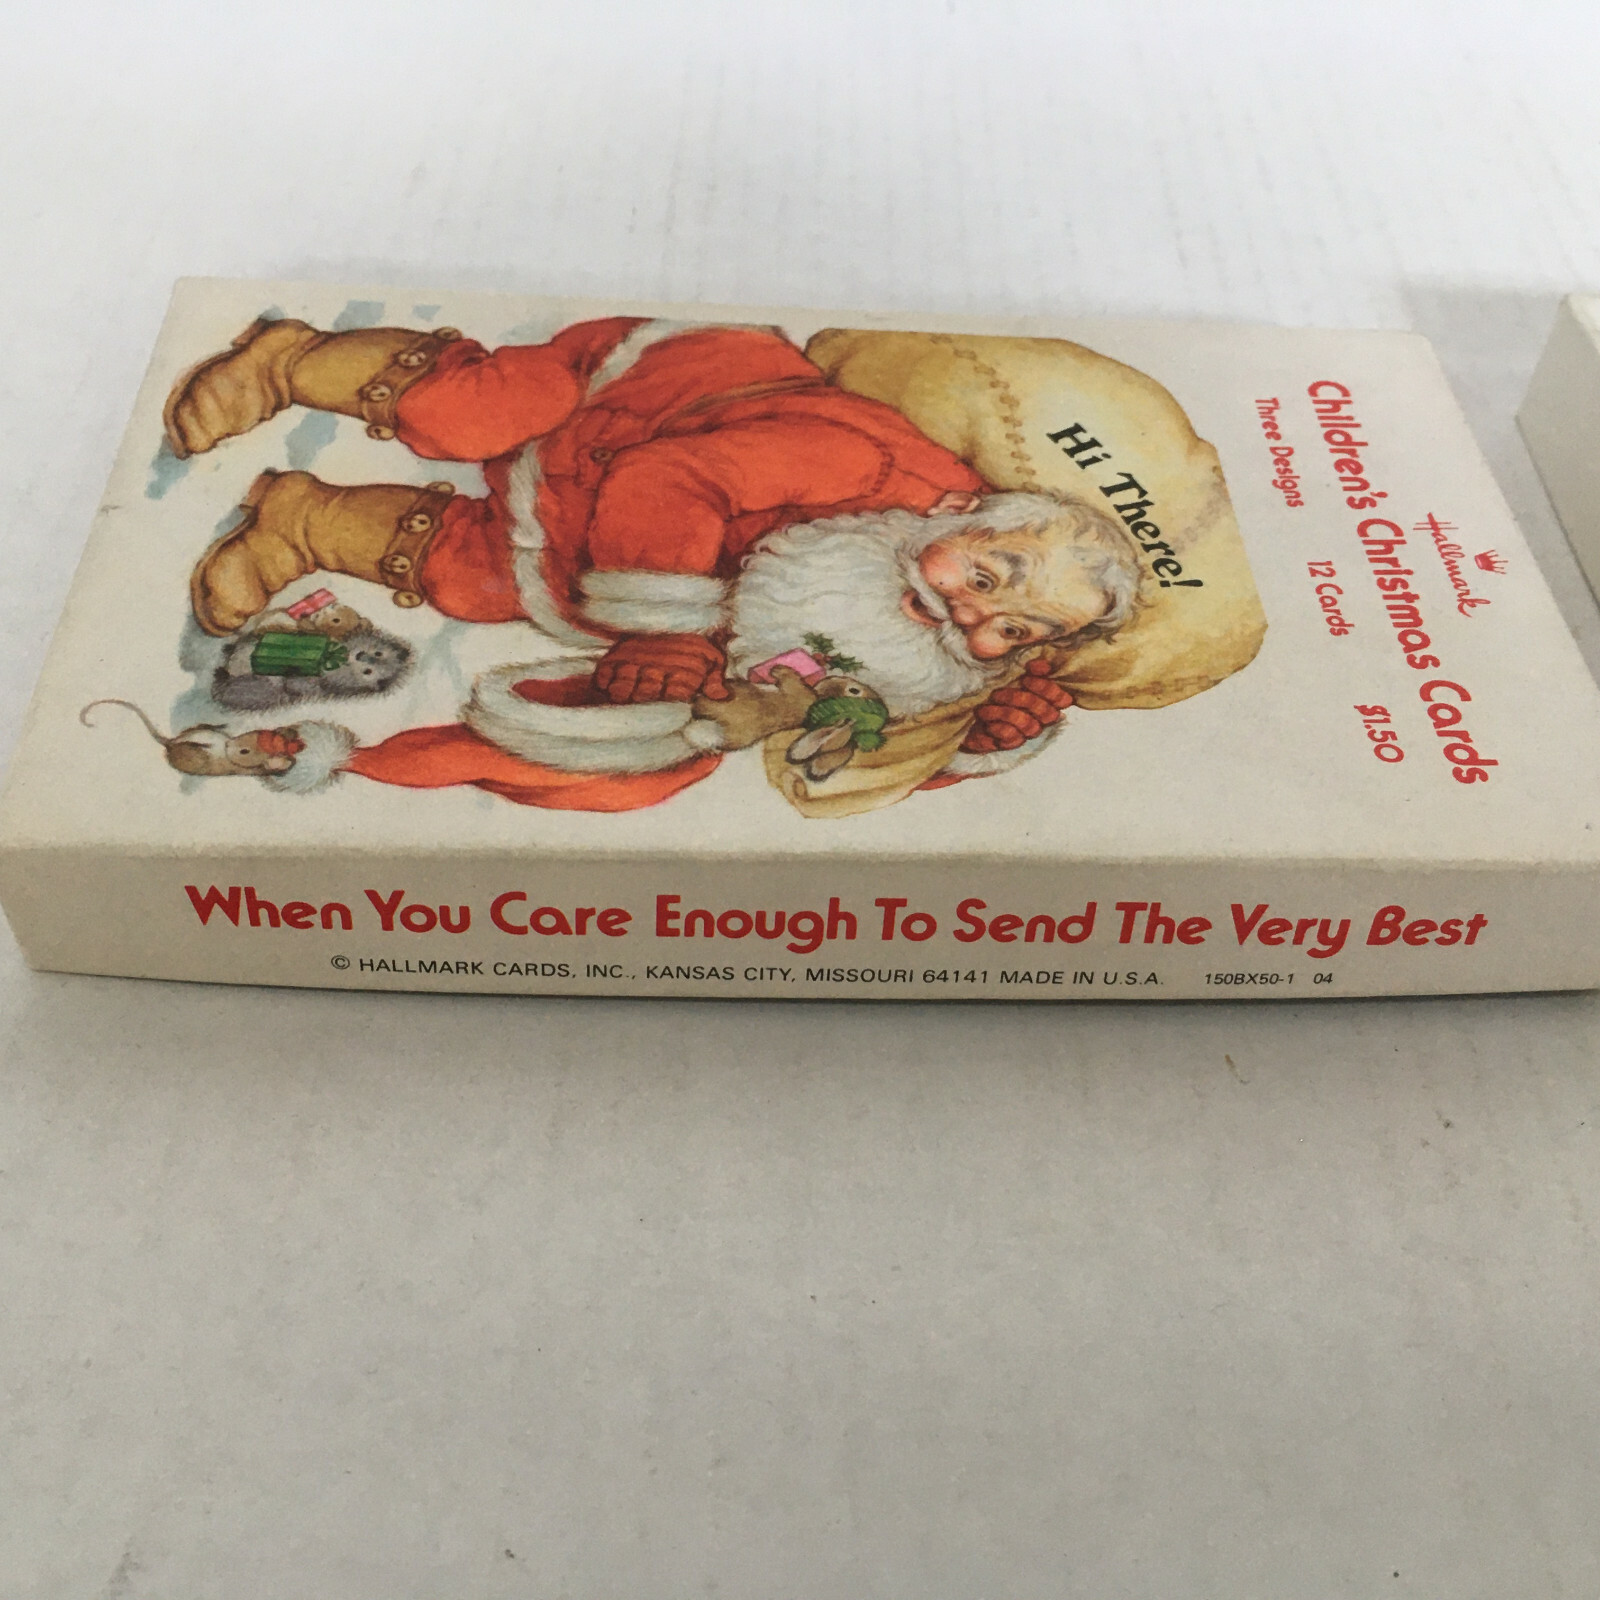 Hallmark
Children's Christmas Cards
Three Designs 12 Cards $1.50
Hi There!
When You Care Enough To Send The Very Best
© HALLMARK CARDS, INC., KANSAS CITY, MISSOURI 64141 MADE IN U.S.A. 150BX50-1 04